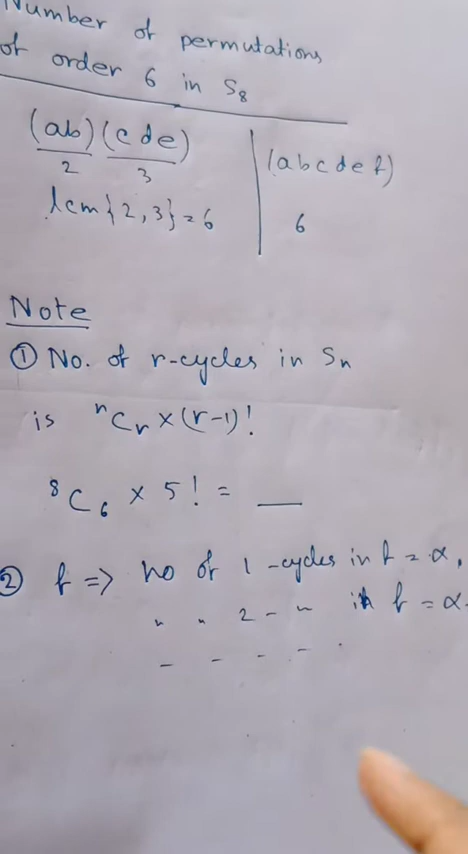 Number of permutations
of order 6 in S₈
(ab)(cde)
2 3
lcm{2,3}=6
(abcdef)
6
Note
① No. of r-cycles in Sₙ
is ⁿCᵣ × (r-1)!
⁸C₆ × 5! = __
② f => no of 1-cycles in f = α,
" " 2 - " in f = α
- - - - .